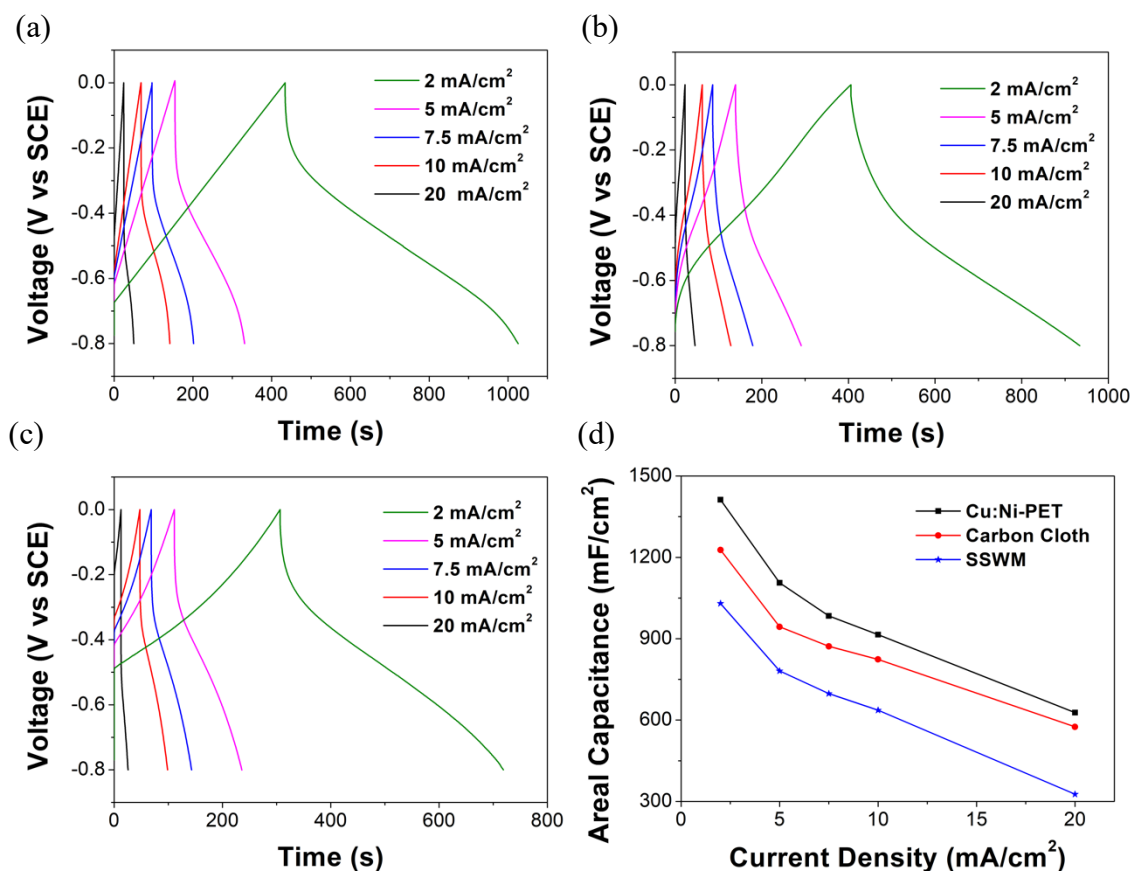 (a)
Voltage (V vs SCE)
0.0
-0.2
-0.4
-0.6
-0.8
2 mA/cm²
5 mA/cm²
7.5 mA/cm²
10 mA/cm²
20 mA/cm²
0 200 400 600 800 1000
Time (s)
(b)
Voltage (V vs SCE)
0.0
-0.2
-0.4
-0.6
-0.8
2 mA/cm²
5 mA/cm²
7.5 mA/cm²
10 mA/cm²
20 mA/cm²
0 200 400 600 800 1000
Time (s)
(c)
Voltage (V vs SCE)
0.0
-0.2
-0.4
-0.6
-0.8
2 mA/cm²
5 mA/cm²
7.5 mA/cm²
10 mA/cm²
20 mA/cm²
0 200 400 600 800
Time (s)
(d)
Areal Capacitance (mF/cm²)
1500
1200
900
600
300
Cu:Ni-PET
Carbon Cloth
SSWM
0 5 10 15 20
Current Density (mA/cm²)